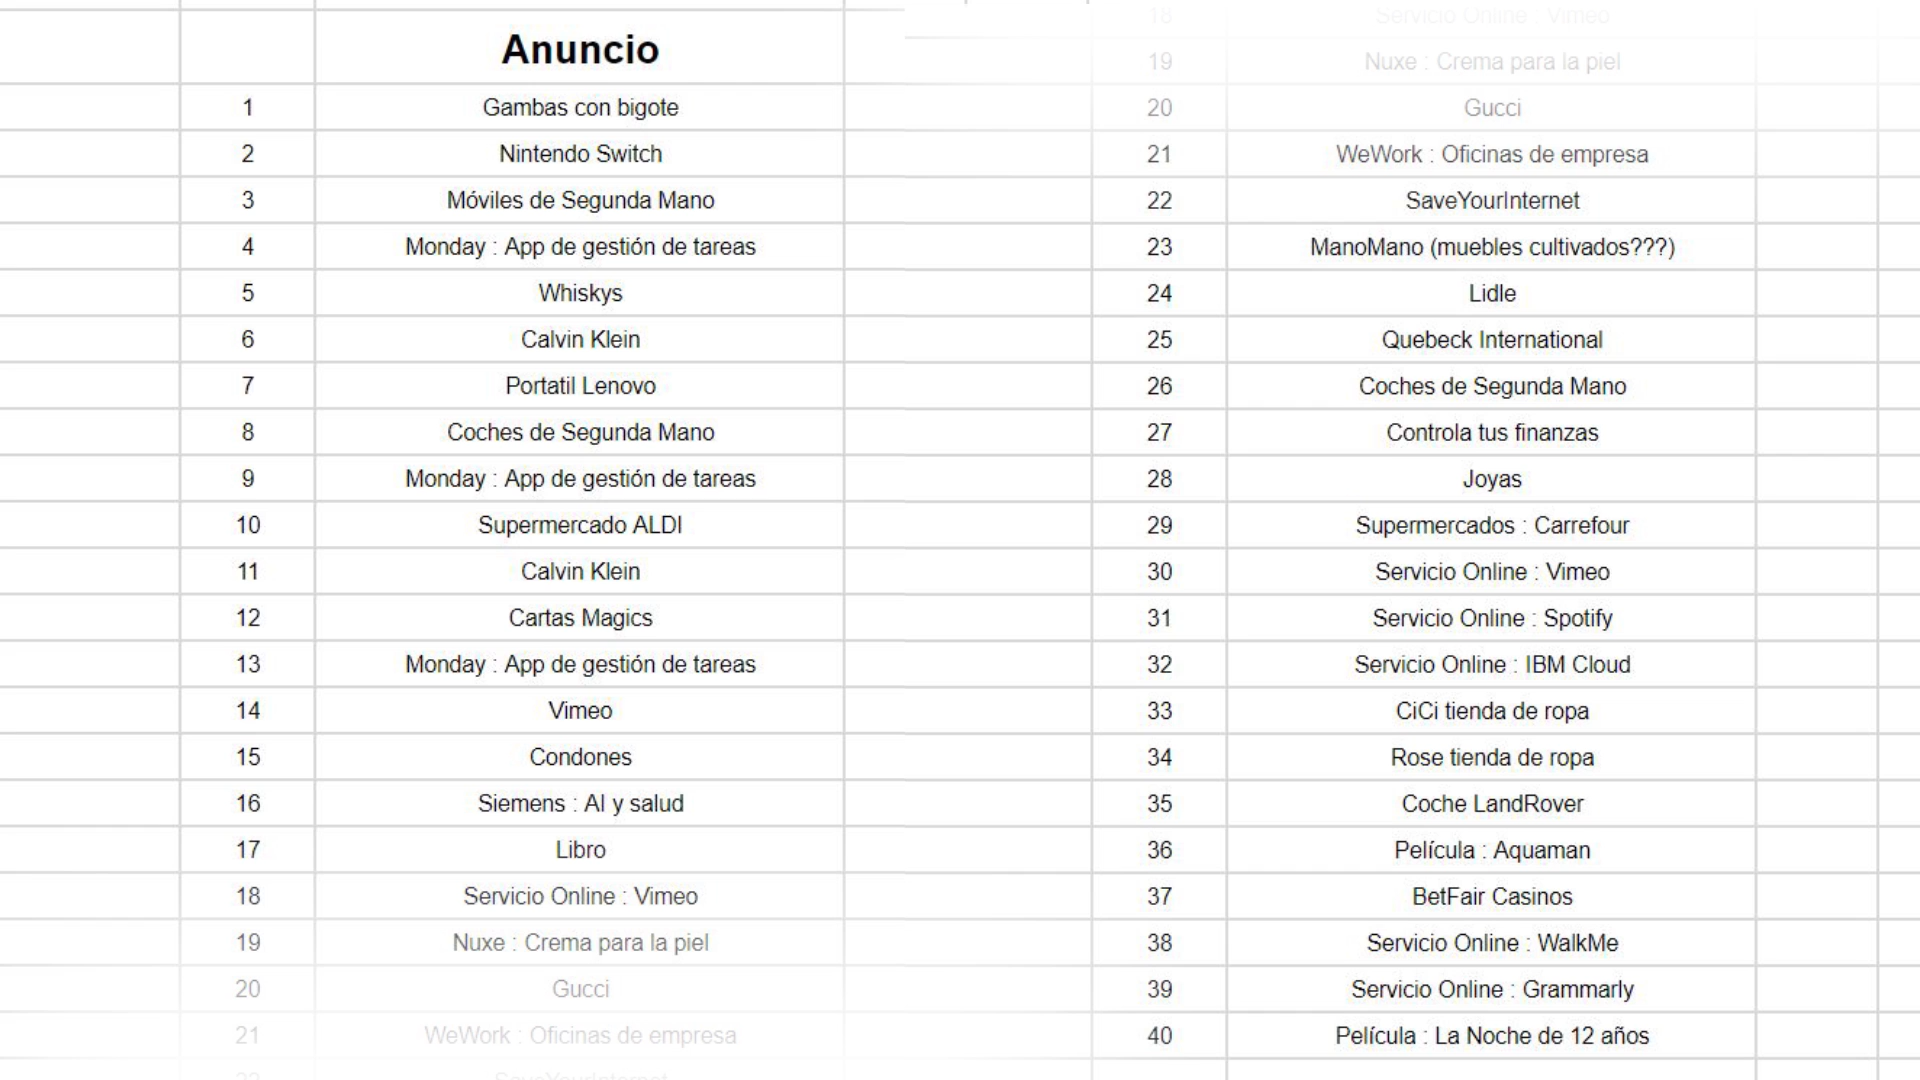 Anuncio
1 Gambas con bigote
2 Nintendo Switch
3 Móviles de Segunda Mano
4 Monday : App de gestión de tareas
5 Whiskys
6 Calvin Klein
7 Portatil Lenovo
8 Coches de Segunda Mano
9 Monday : App de gestión de tareas
10 Supermercado ALDI
11 Calvin Klein
12 Cartas Magics
13 Monday : App de gestión de tareas
14 Vimeo
15 Condones
16 Siemens : AI y salud
17 Libro
18 Servicio Online : Vimeo
19 Nuxe : Crema para la piel
20 Gucci
21 WeWork : Oficinas de empresa
22 SaveYourInternet
18 Servicio Online : Vimeo
19 Nuxe : Crema para la piel
20 Gucci
21 WeWork : Oficinas de empresa
22 SaveYourInternet
23 ManoMano (muebles cultivados???)
24 Lidle
25 Quebeck International
26 Coches de Segunda Mano
27 Controla tus finanzas
28 Joyas
29 Supermercados : Carrefour
30 Servicio Online : Vimeo
31 Servicio Online : Spotify
32 Servicio Online : IBM Cloud
33 CiCi tienda de ropa
34 Rose tienda de ropa
35 Coche LandRover
36 Película : Aquaman
37 BetFair Casinos
38 Servicio Online : WalkMe
39 Servicio Online : Grammarly
40 Película : La Noche de 12 años